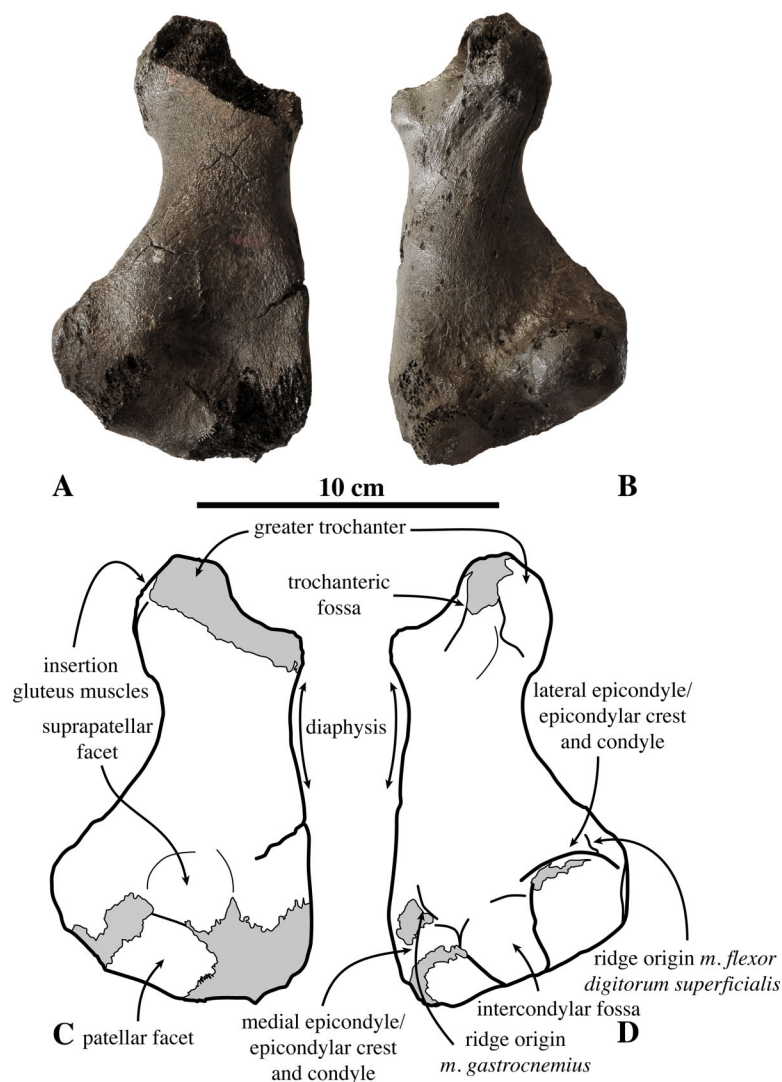 A
B
10 cm
greater trochanter
trochanteric
fossa
insertion
gluteus muscles
lateral epicondyle/
epicondylar crest
and condyle
suprapatellar
facet
diaphysis
ridge origin m. flexor
digitorum superficialis
intercondylar fossa
medial epicondyle/
epicondylar crest
and condyle
C
patellar facet
D
ridge origin
m. gastrocnemius